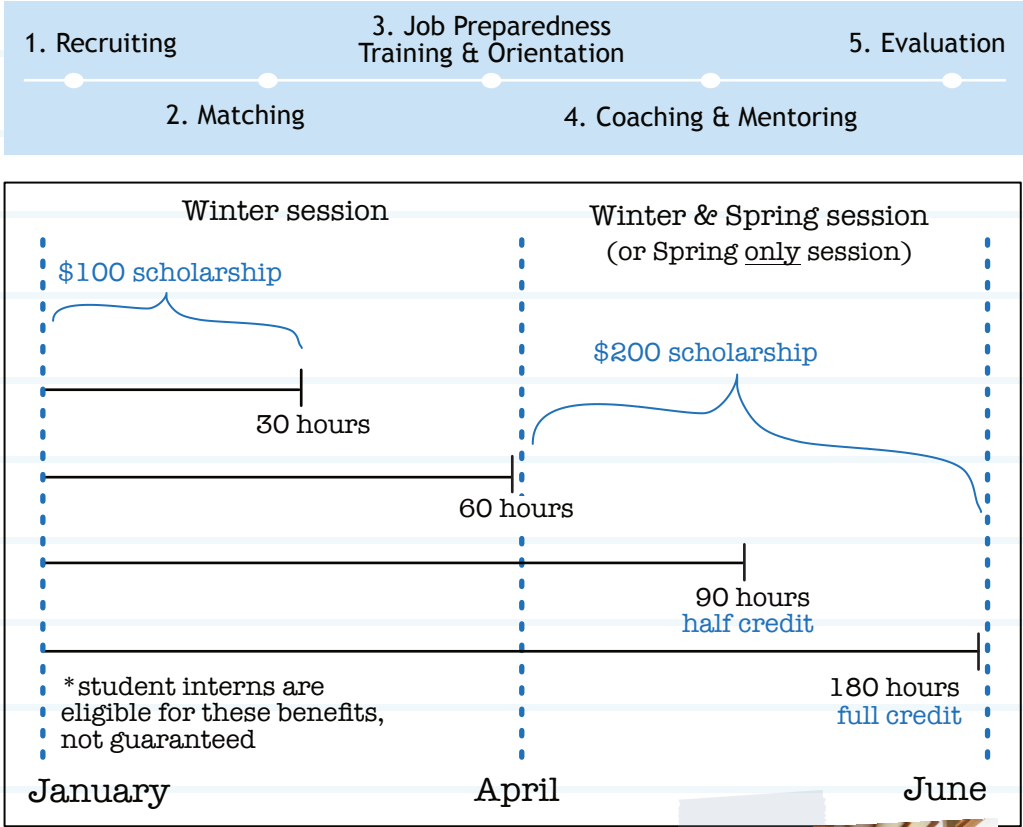 1. Recruiting
2. Matching
3. Job Preparedness
Training & Orientation
4. Coaching & Mentoring
5. Evaluation
Winter session
Winter & Spring session
(or Spring only session)
$100 scholarship
$200 scholarship
30 hours
60 hours
90 hours
half credit
180 hours
full credit
*student interns are
eligible for these benefits,
not guaranteed
January
April
June